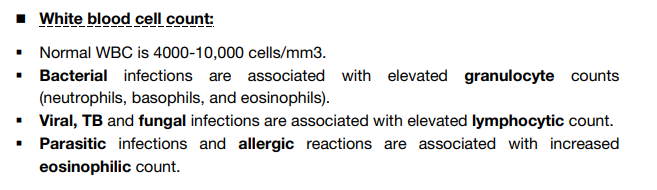 ▪ White blood cell count:
▪ Normal WBC is 4000-10,000 cells/mm3.
▪ Bacterial infections are associated with elevated granulocyte counts
(neutrophils, basophils, and eosinophils).
▪ Viral, TB and fungal infections are associated with elevated lymphocytic count.
▪ Parasitic infections and allergic reactions are associated with increased
eosinophilic count.